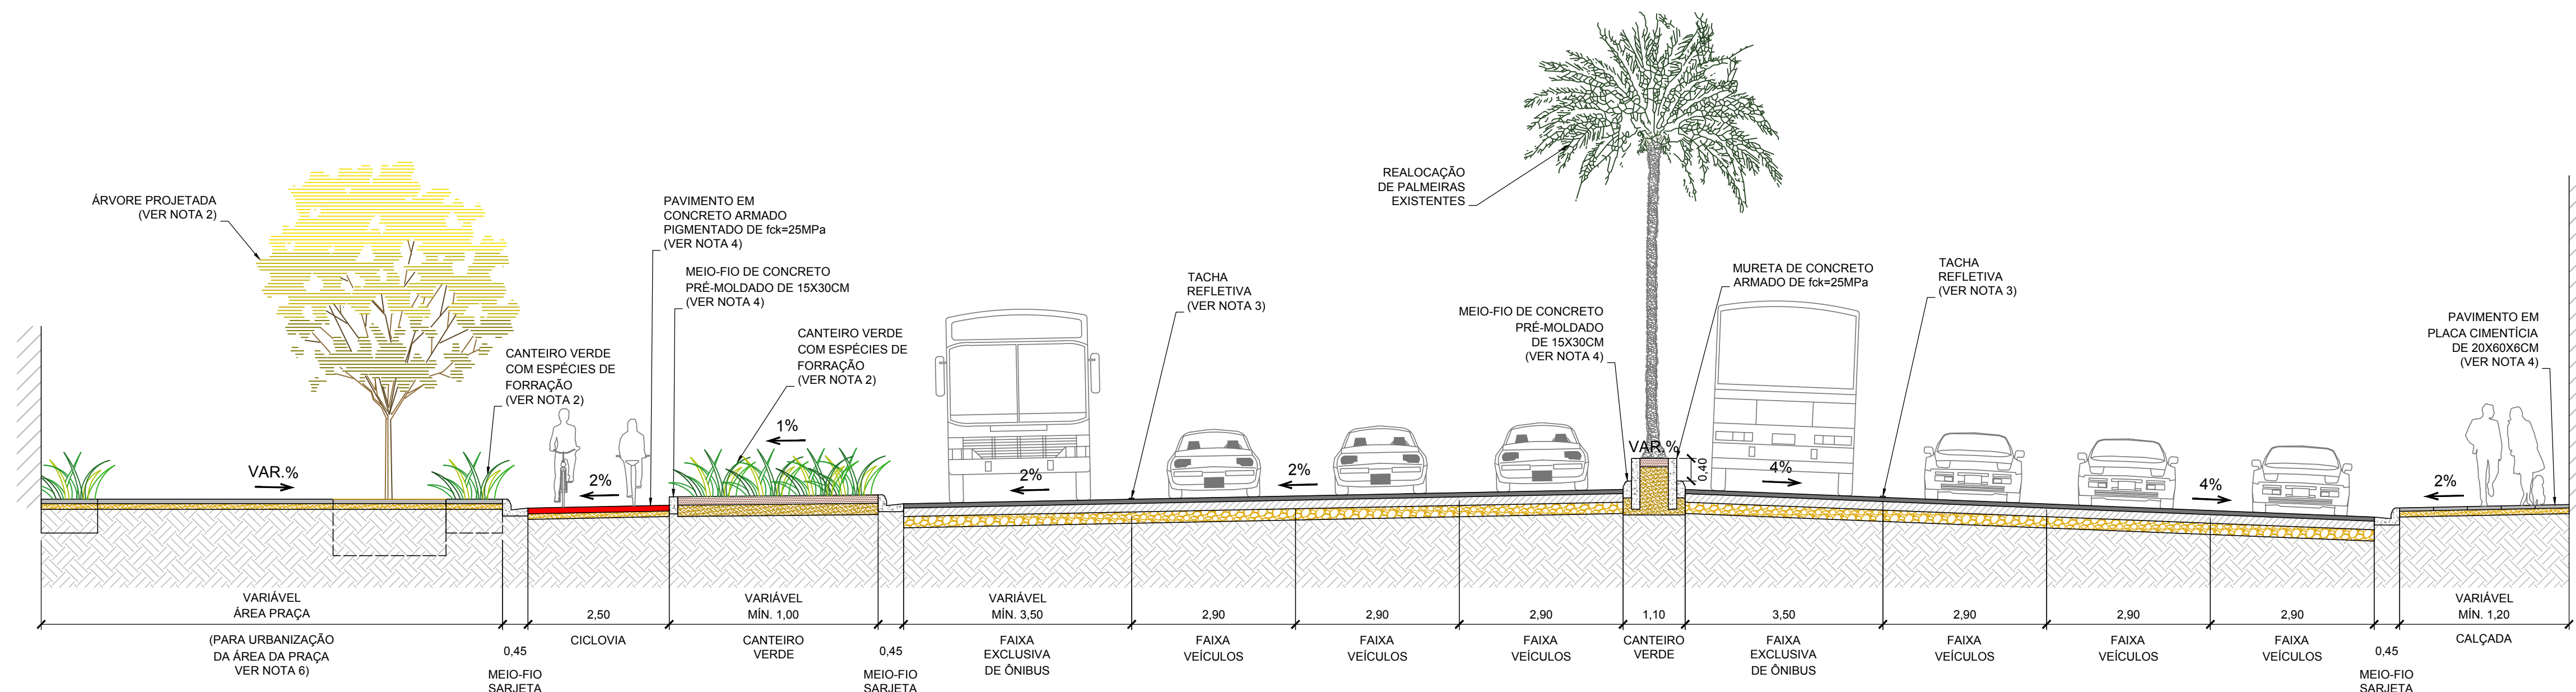 ÁRVORE PROJETADA
(VER NOTA 2)
CANTEIRO VERDE
COM ESPÉCIES DE
FORRAÇÃO
(VER NOTA 2)
PAVIMENTO EM
CONCRETO ARMADO
PIGMENTADO DE fck=25MPa
(VER NOTA 4)
MEIO-FIO DE CONCRETO
PRÉ-MOLDADO DE 15X30CM
(VER NOTA 4)
CANTEIRO VERDE
COM ESPÉCIES DE
FORRAÇÃO
(VER NOTA 2)
TACHA
REFLETIVA
(VER NOTA 3)
REALOCAÇÃO
DE PALMEIRAS
EXISTENTES
MEIO-FIO DE CONCRETO
PRÉ-MOLDADO
DE 15X30CM
(VER NOTA 4)
MURETA DE CONCRETO
ARMADO DE fck=25MPa
TACHA
REFLETIVA
(VER NOTA 3)
PAVIMENTO EM
PLACA CIMENTÍCIA
DE 20X60X6CM
(VER NOTA 4)
VAR.%
2%
1%
2%
2%
VAR.%
0,40
4%
4%
2%
VARIÁVEL
ÁREA PRAÇA
(PARA URBANIZAÇÃO
DA ÁREA DA PRAÇA
VER NOTA 6)
0,45
MEIO-FIO
SARJETA
2,50
CICLOVIA
VARIÁVEL
MÍN. 1,00
CANTEIRO
VERDE
0,45
MEIO-FIO
SARJETA
VARIÁVEL
MÍN. 3,50
FAIXA
EXCLUSIVA
DE ÔNIBUS
2,90
FAIXA
VEÍCULOS
2,90
FAIXA
VEÍCULOS
2,90
FAIXA
VEÍCULOS
1,10
CANTEIRO
VERDE
3,50
FAIXA
EXCLUSIVA
DE ÔNIBUS
2,90
FAIXA
VEÍCULOS
2,90
FAIXA
VEÍCULOS
2,90
FAIXA
VEÍCULOS
0,45
MEIO-FIO
SARJETA
VARIÁVEL
MÍN. 1,20
CALÇADA